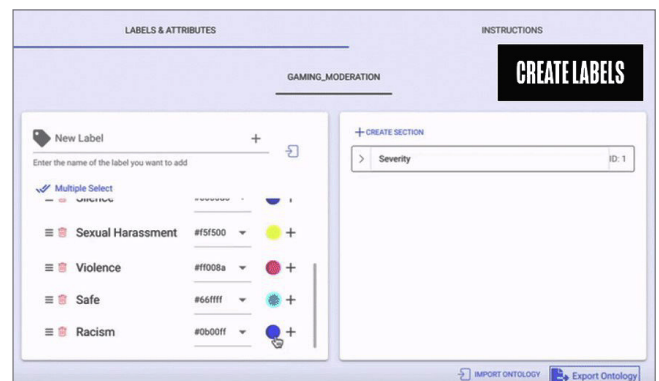 LABELS & ATTRIBUTES
INSTRUCTIONS
CREATE LABELS
GAMING_MODERATION
New Label
Enter the name of the label you want to add
Multiple Select
Sexual Harassment #f5f500
Violence #ff008a
Safe #66ffff
Racism #0b00ff
CREATE SECTION
Severity ID: 1
IMPORT ONTOLOGY
Export Ontology